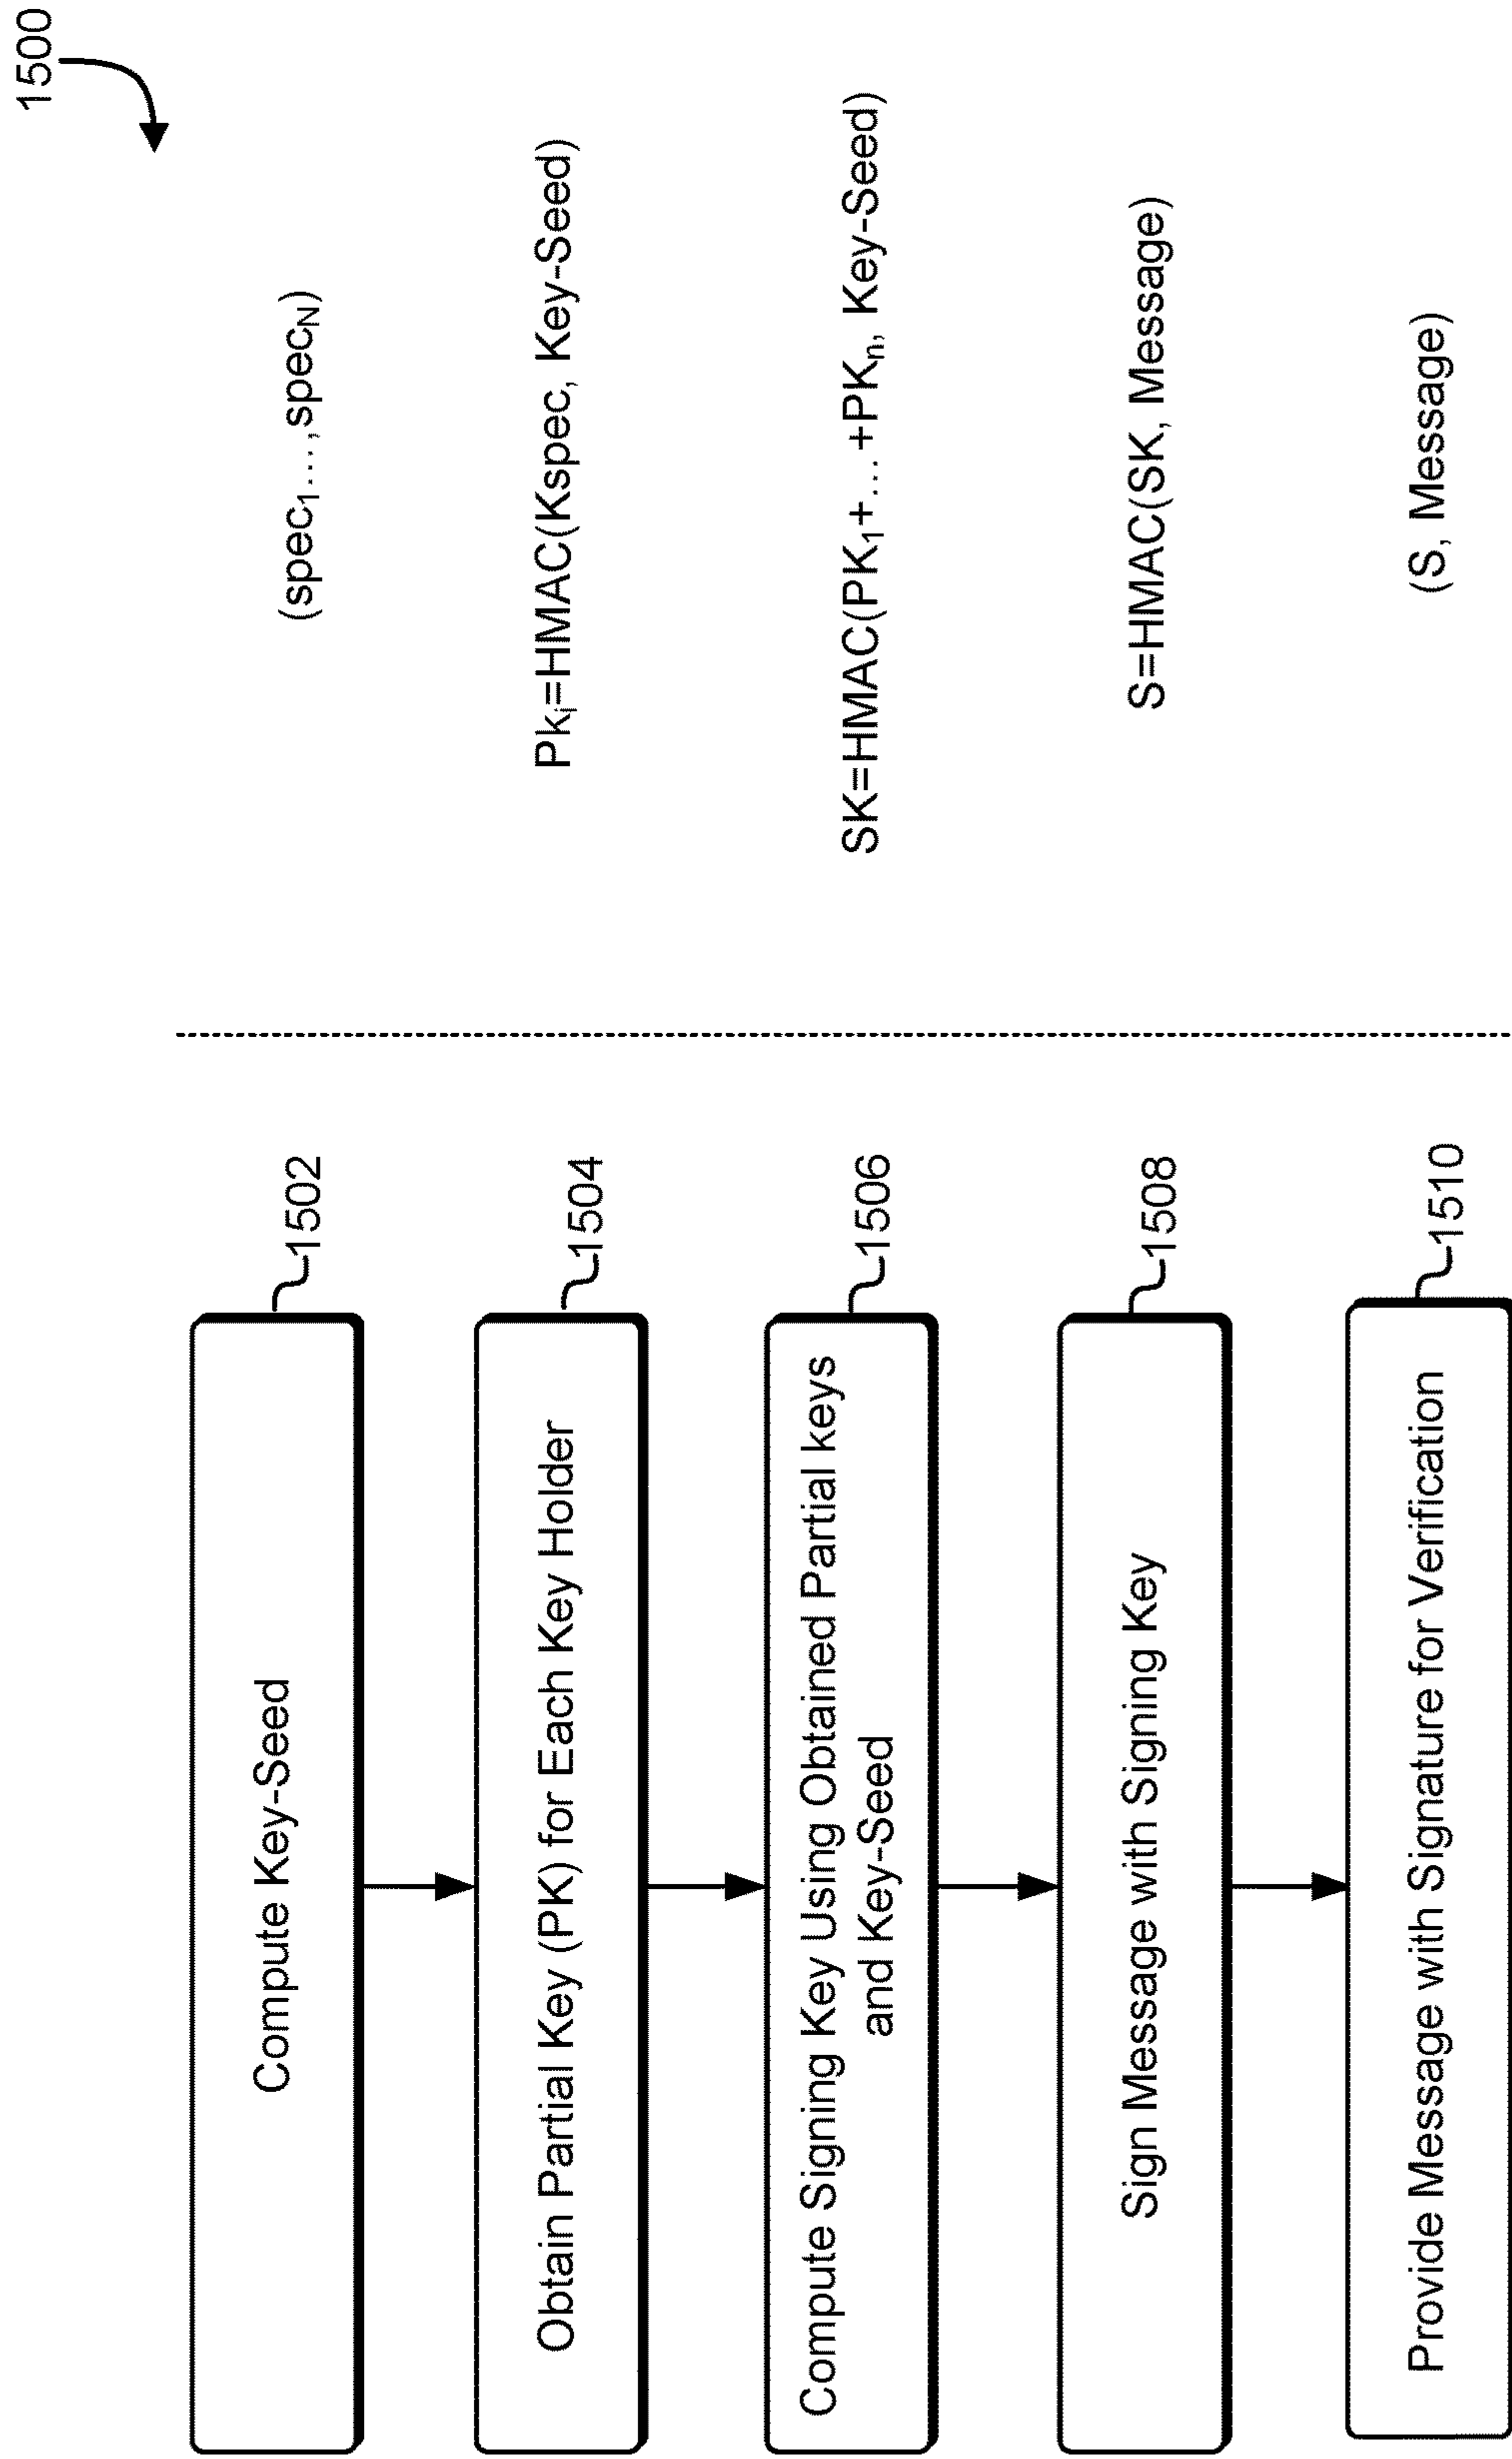 1500
Compute Key-Seed
1502
(spec₁...,spec_N)
Obtain Partial Key (PK) for Each Key Holder
1504
Pkᵢ=HMAC(Kspec, Key-Seed)
Compute Signing Key Using Obtained Partial keys
and Key-Seed
1506
SK=HMAC(PK₁+...+PKₙ, Key-Seed)
Sign Message with Signing Key
1508
S=HMAC(SK, Message)
Provide Message with Signature for Verification
1510
(S, Message)